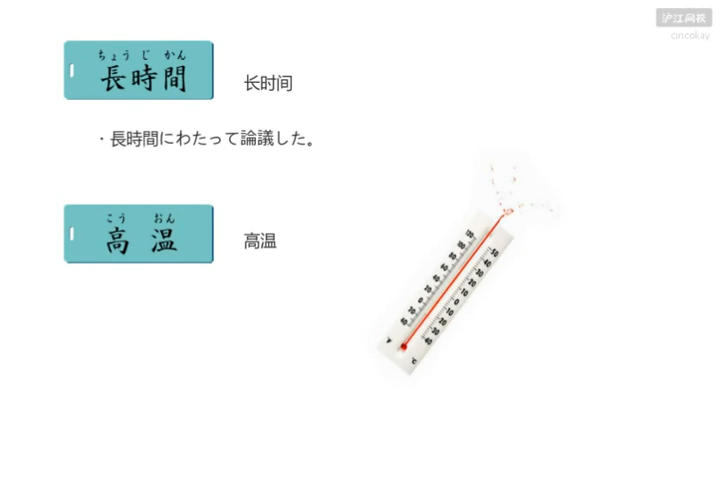 沪江网校
cincokay
ちょう じ かん
長時間 长时间
・長時間にわたって論議した。
こう おん
高温 高温